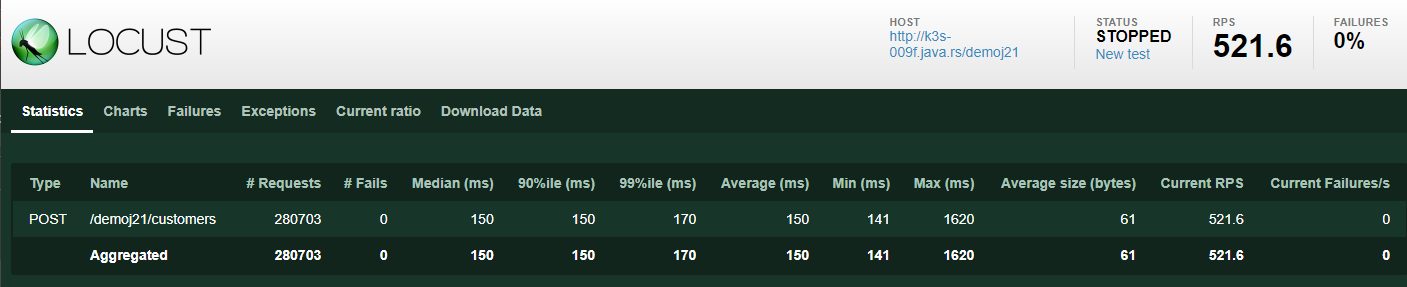 LOCUST
HOST
http://k3s-
009f.java.rs/demoj21
STATUS
STOPPED
New test
RPS
521.6
FAILURES
0%
Statistics Charts Failures Exceptions Current ratio Download Data
Type Name # Requests # Fails Median (ms) 90%ile (ms) 99%ile (ms) Average (ms) Min (ms) Max (ms) Average size (bytes) Current RPS Current Failures/s
POST /demoj21/customers 280703 0 150 150 170 150 141 1620 61 521.6 0
Aggregated 280703 0 150 150 170 150 141 1620 61 521.6 0